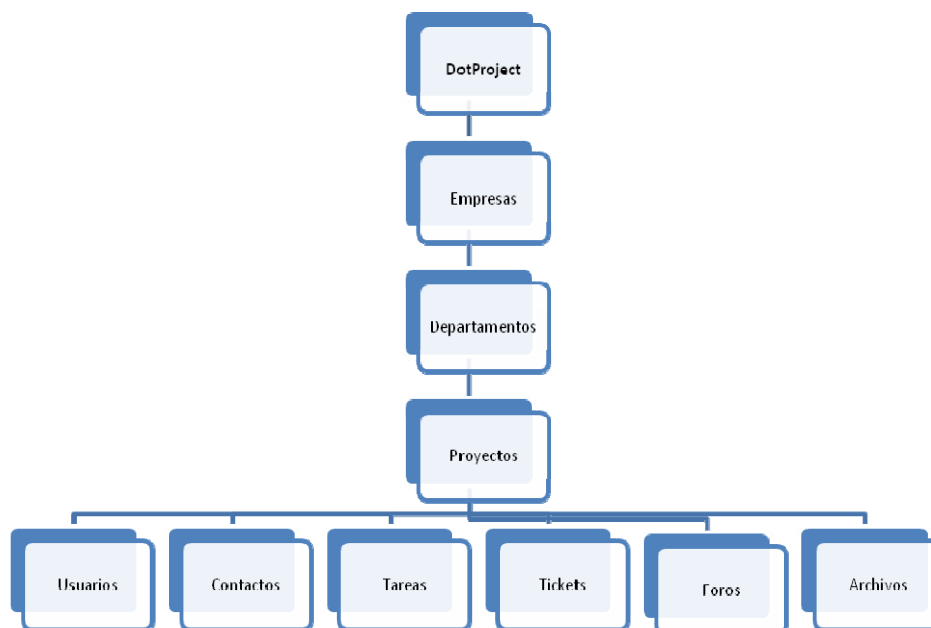 DotProject
Empresas
Departamentos
Proyectos
Usuarios
Contactos
Tareas
Tickets
Foros
Archivos